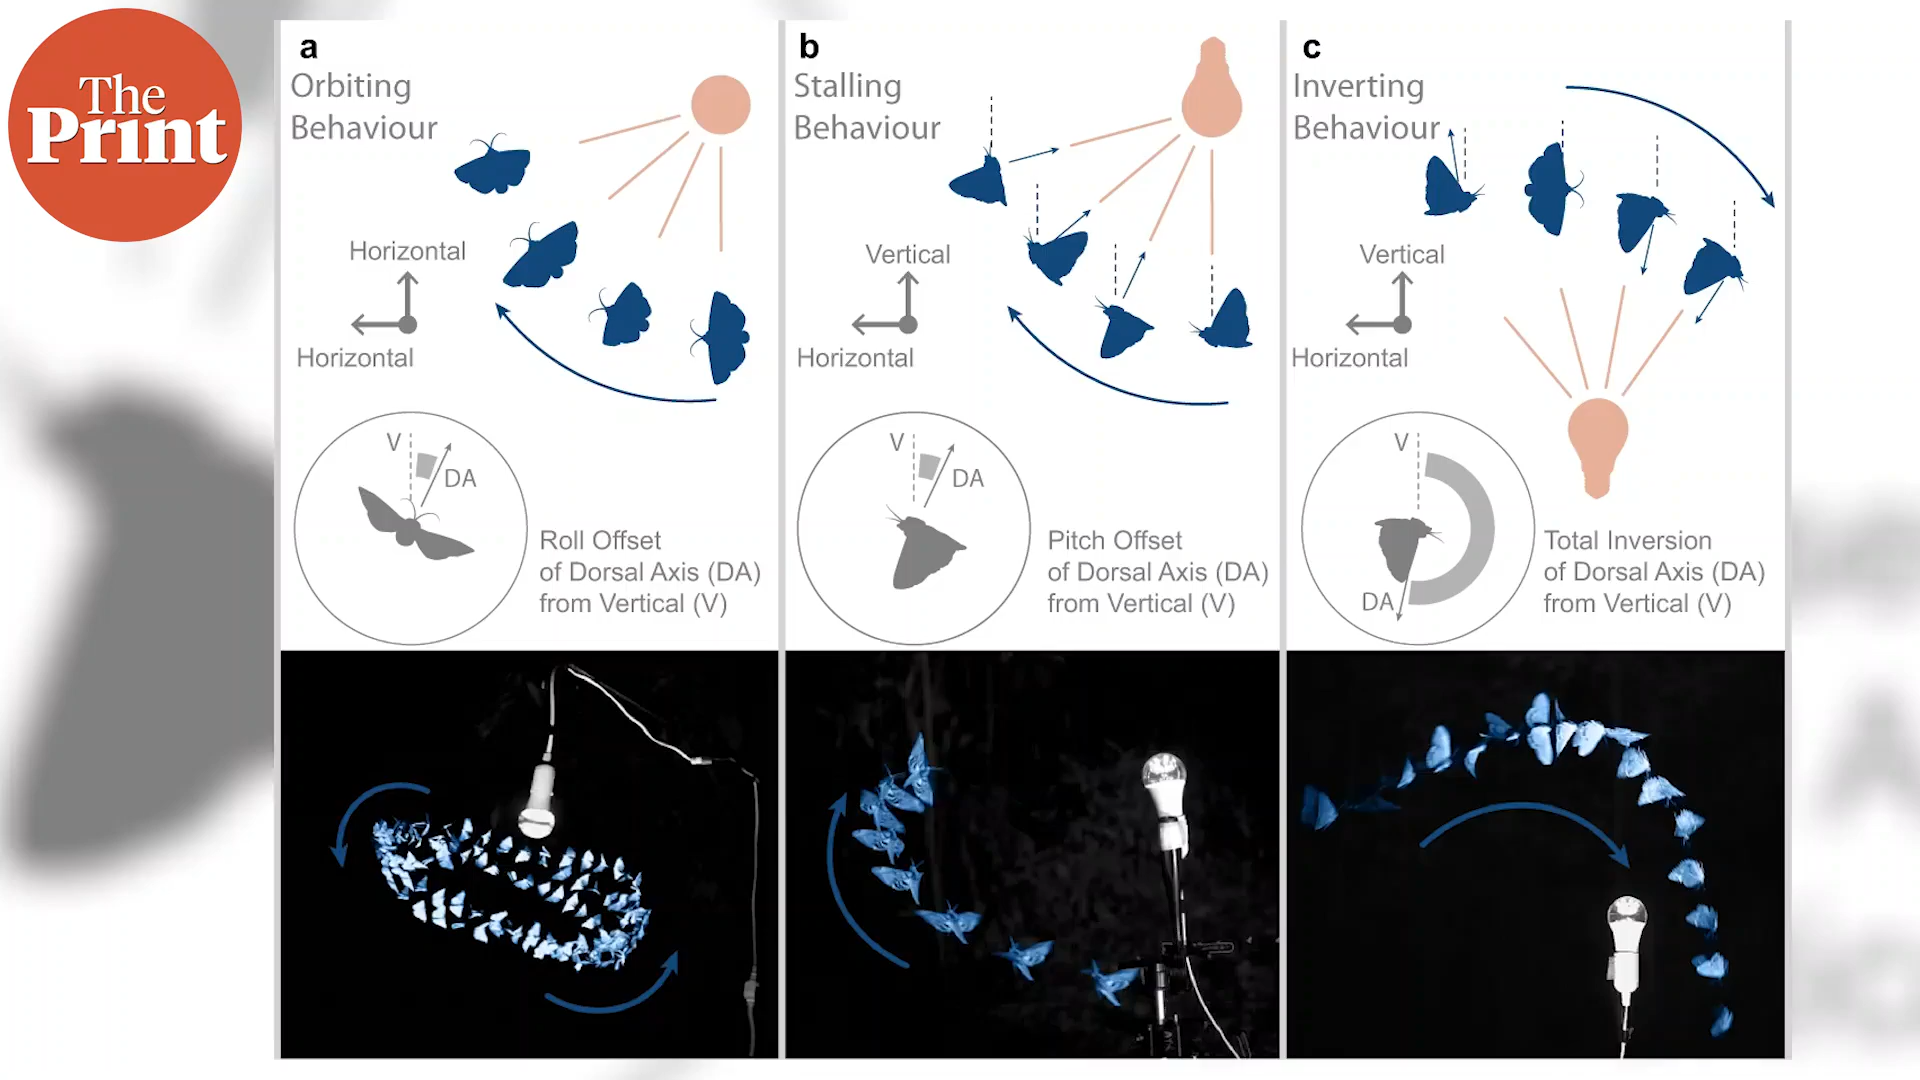 The
Print
a
Orbiting
Behaviour
Horizontal
Horizontal
V
DA
Roll Offset
of Dorsal Axis (DA)
from Vertical (V)
b
Stalling
Behaviour
Vertical
Horizontal
V
DA
Pitch Offset
of Dorsal Axis (DA)
from Vertical (V)
c
Inverting
Behaviour
Vertical
Horizontal
V
DA
Total Inversion
of Dorsal Axis (DA)
from Vertical (V)